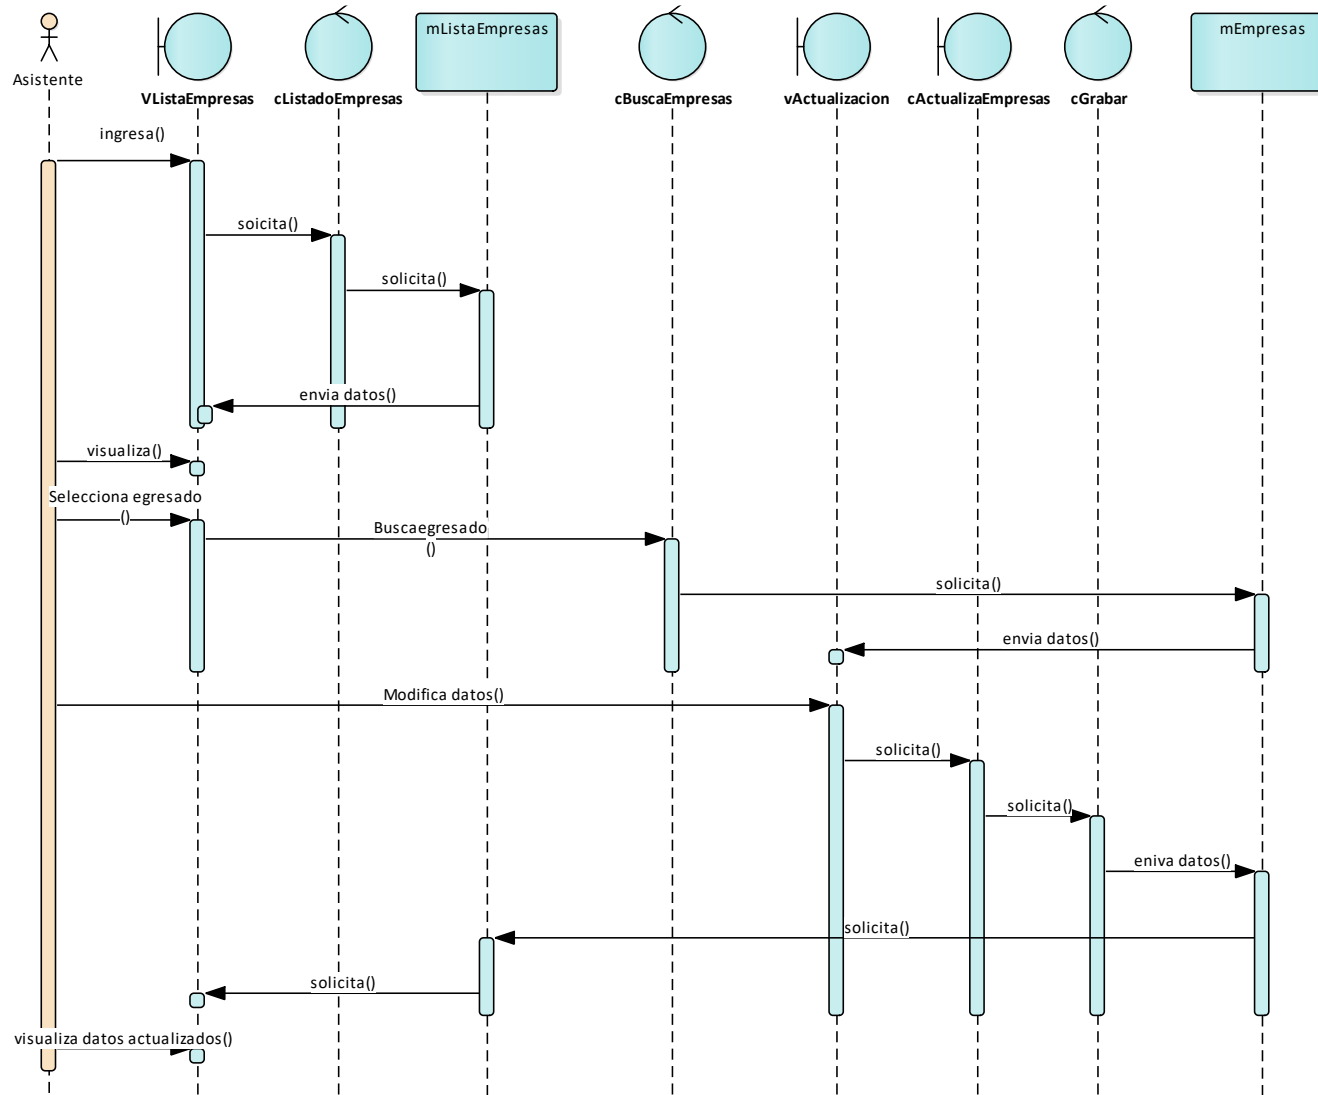 mListaEmpresas
mEmpresas
Asistente
VListaEmpresas
cListadoEmpresas
cBuscaEmpresas
vActualizacion
cActualizaEmpresas
cGrabar
ingresa()
soicita()
solicita()
envia datos()
visualiza()
Selecciona egresado
()
Buscaegresado
()
solicita()
envia datos()
Modifica datos()
solicita()
solicita()
eniva datos()
solicita()
solicita()
visualiza datos actualizados()